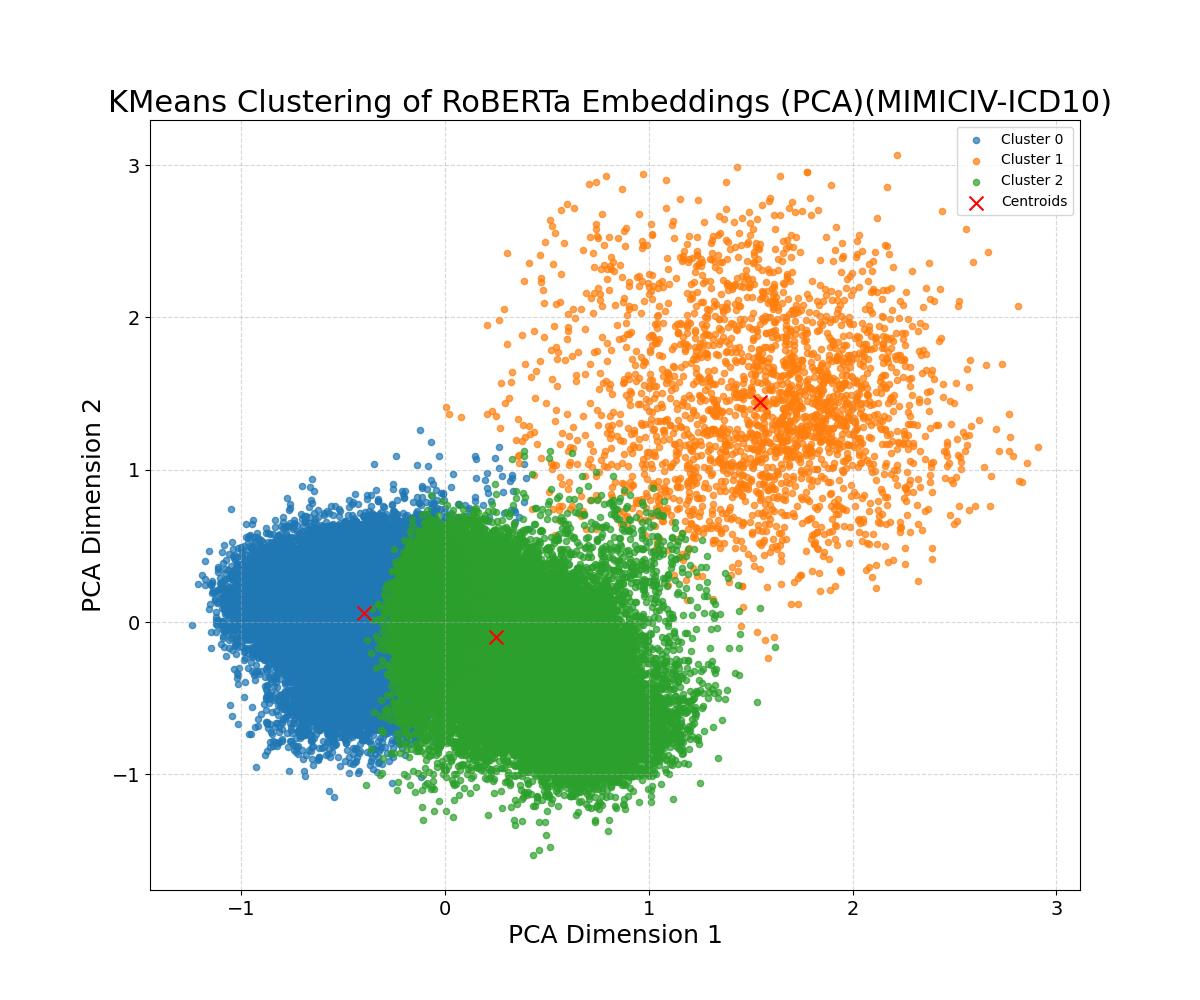 KMeans Clustering of RoBERTa Embeddings (PCA)(MIMICIV-ICD10)
Cluster 0
Cluster 1
Cluster 2
Centroids
3
2
1
0
−1
PCA Dimension 2
−1
0
1
2
3
PCA Dimension 1